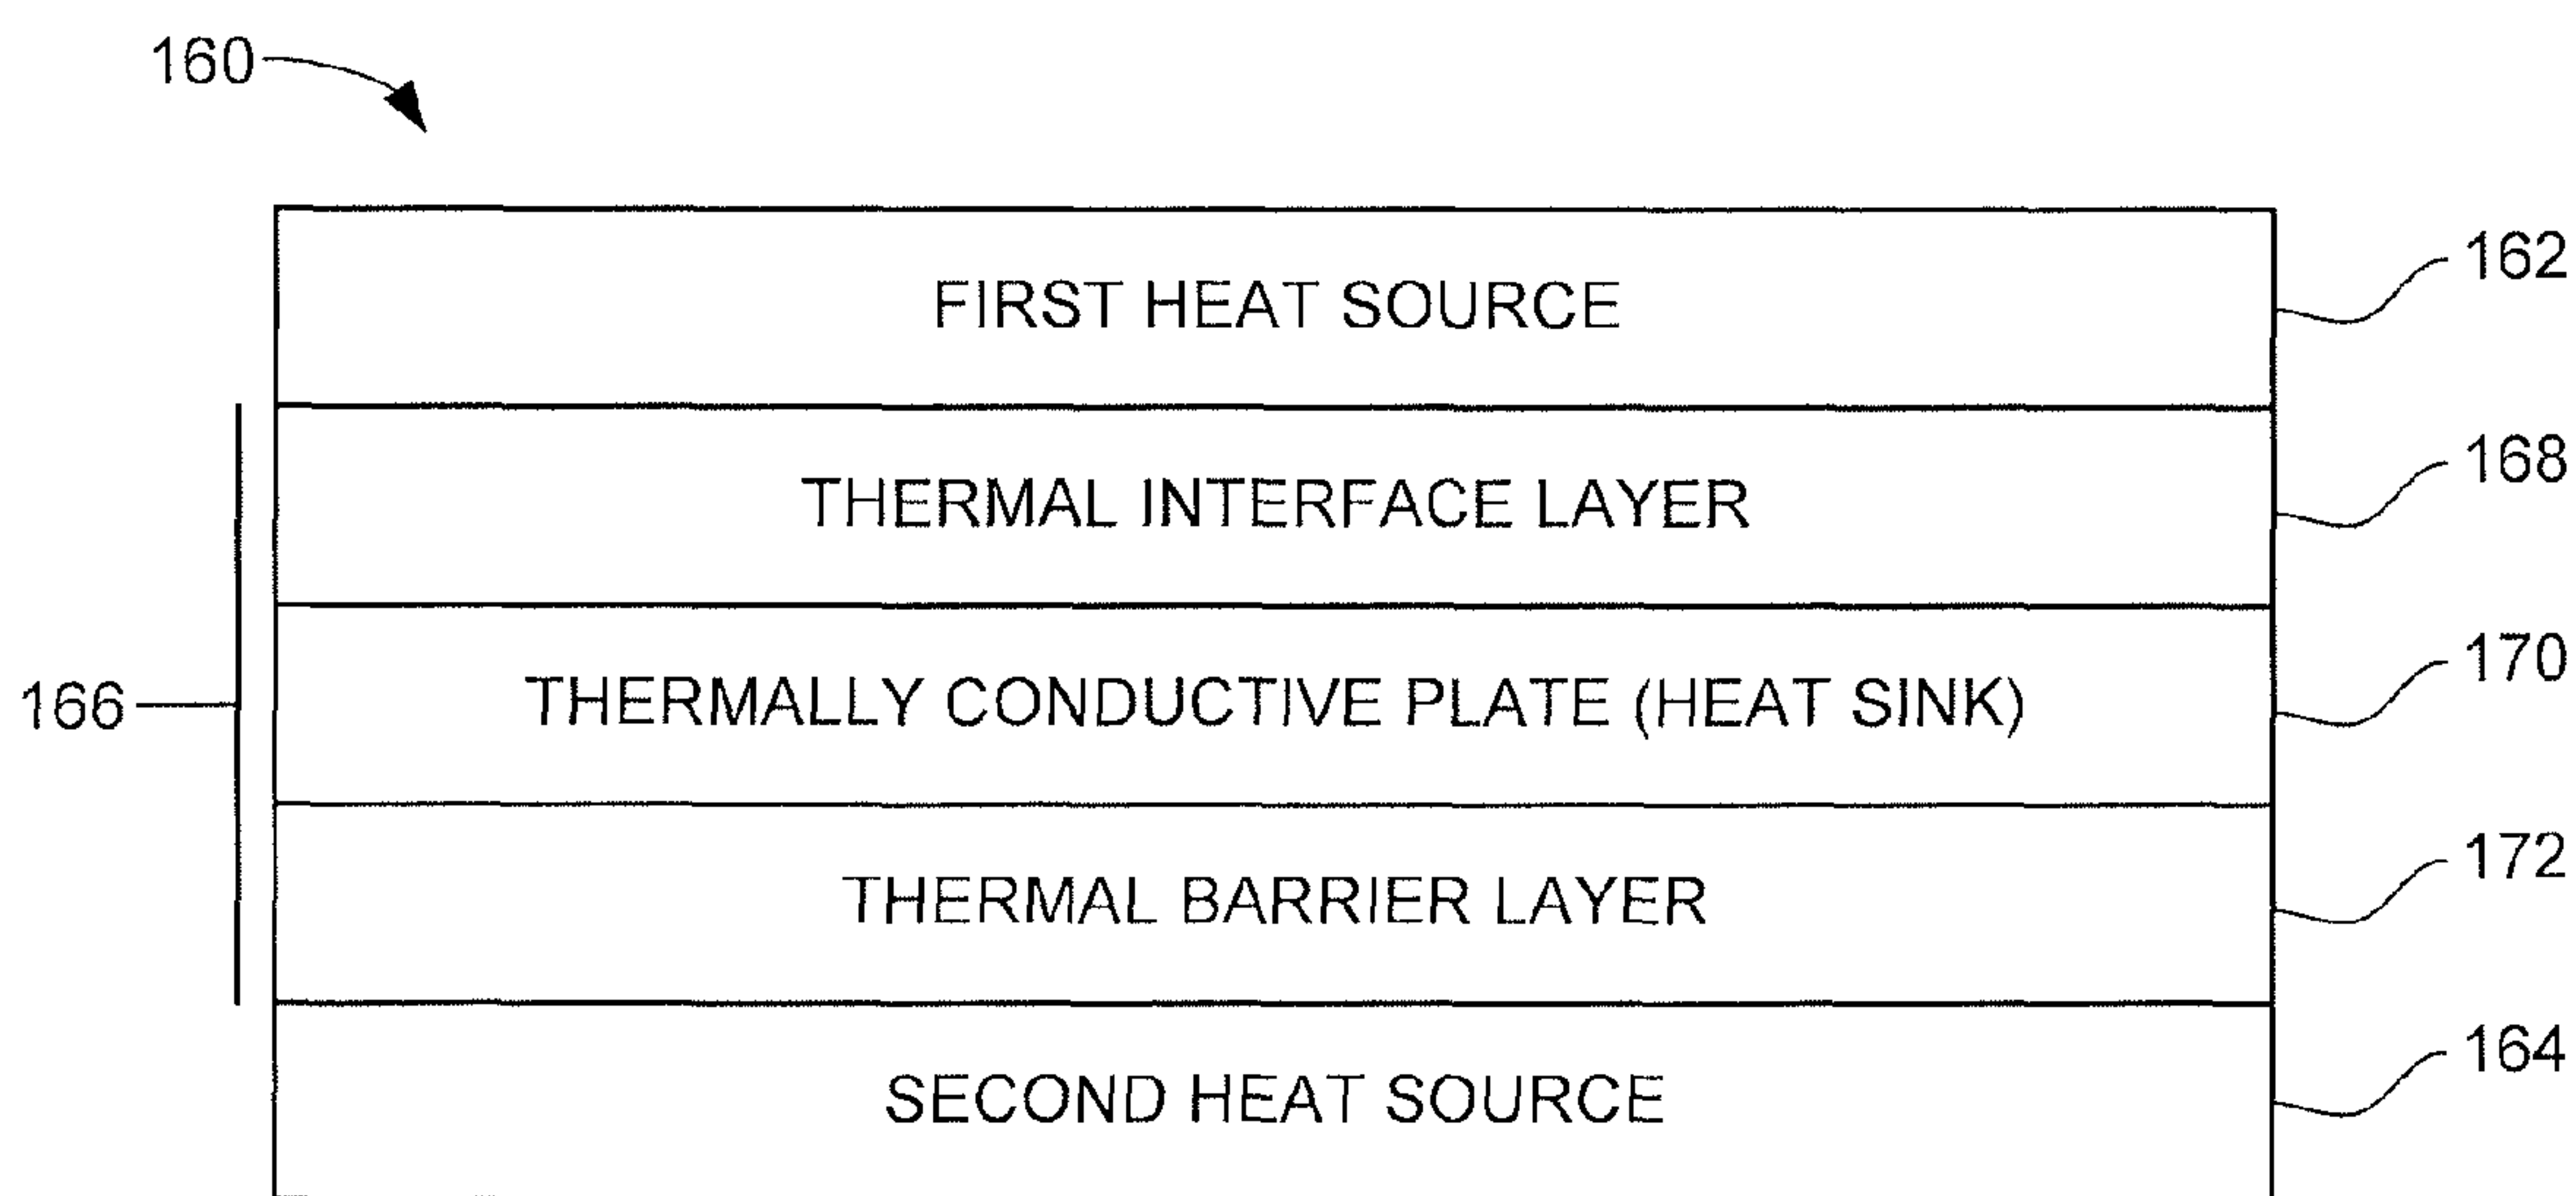 160
FIRST HEAT SOURCE
162
THERMAL INTERFACE LAYER
168
166
THERMALLY CONDUCTIVE PLATE (HEAT SINK)
170
THERMAL BARRIER LAYER
172
SECOND HEAT SOURCE
164